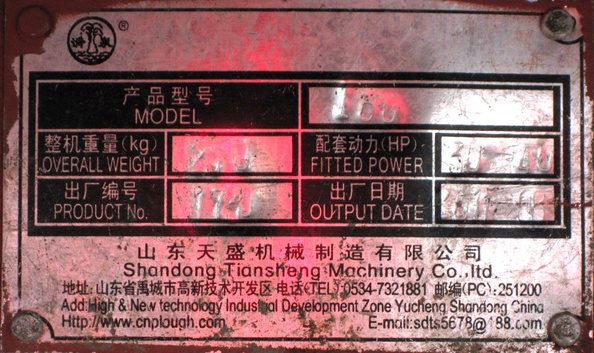 ®
产品型号
MODEL
整机重量(kg)
OVERALL WEIGHT
配套动力(HP)
FITTED POWER
出厂编号
PRODUCT No.
出厂日期
OUTPUT DATE
山东天盛机械制造有限公司
Shandong Tiansheng Machinery Co.,ltd.
地址:山东省禹城市高新技术开发区 电话(TEL):0534-7321881 邮编(PC):251200
Add:High & New technology Industrial Development Zone Yucheng Shandong China
Http://www.cnplough.com E-mail:sdts5678@188.com